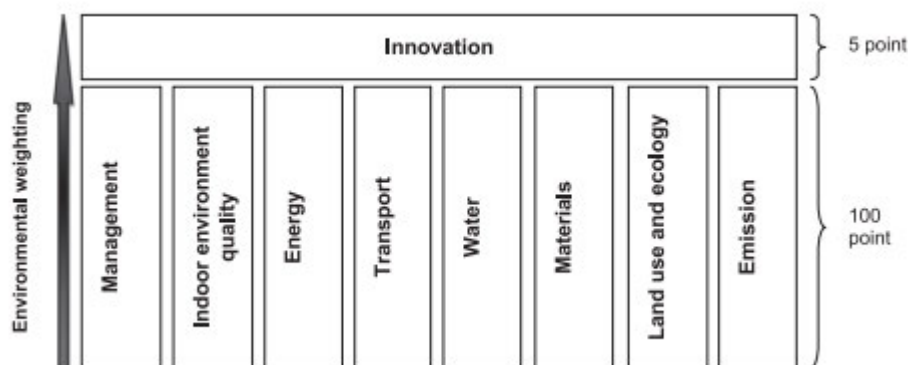 Innovation
5 point
Environmental weighting
Management
Indoor environment
quality
Energy
Transport
Water
Materials
Land use and ecology
Emission
100
point